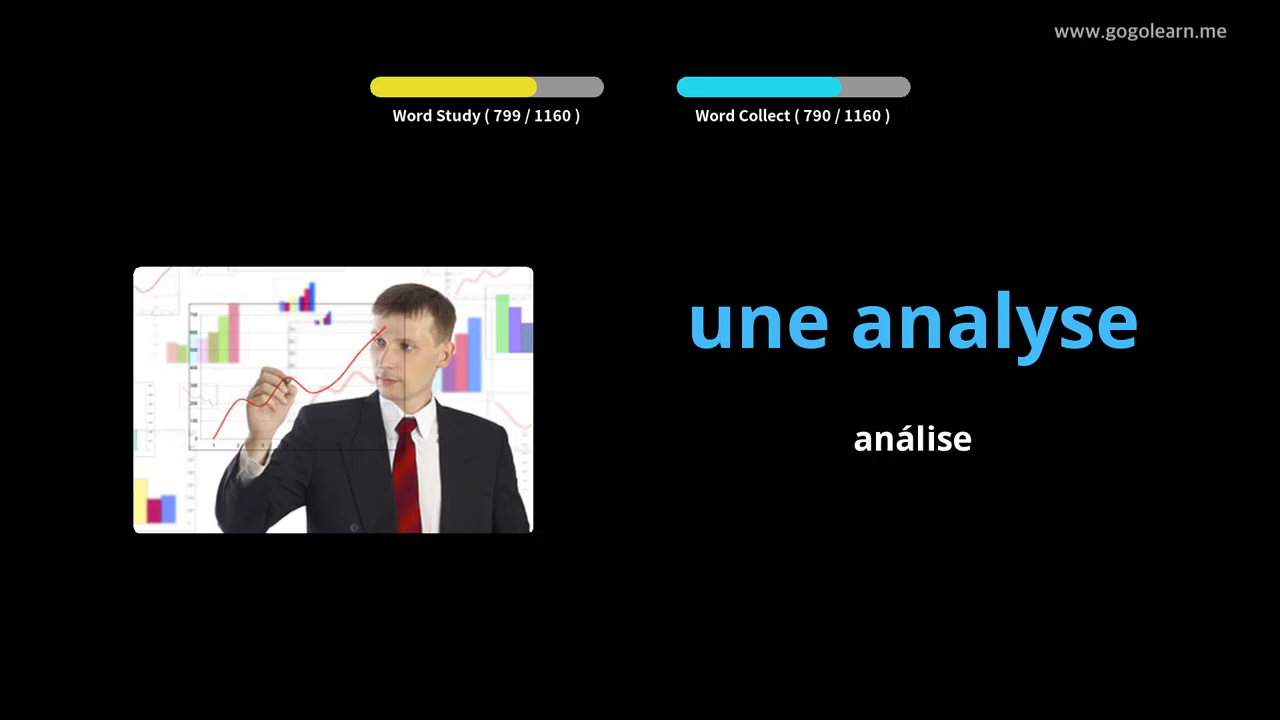 www.gogolearn.me
Word Study ( 799 / 1160 )
Word Collect ( 790 / 1160 )
une analyse
análise